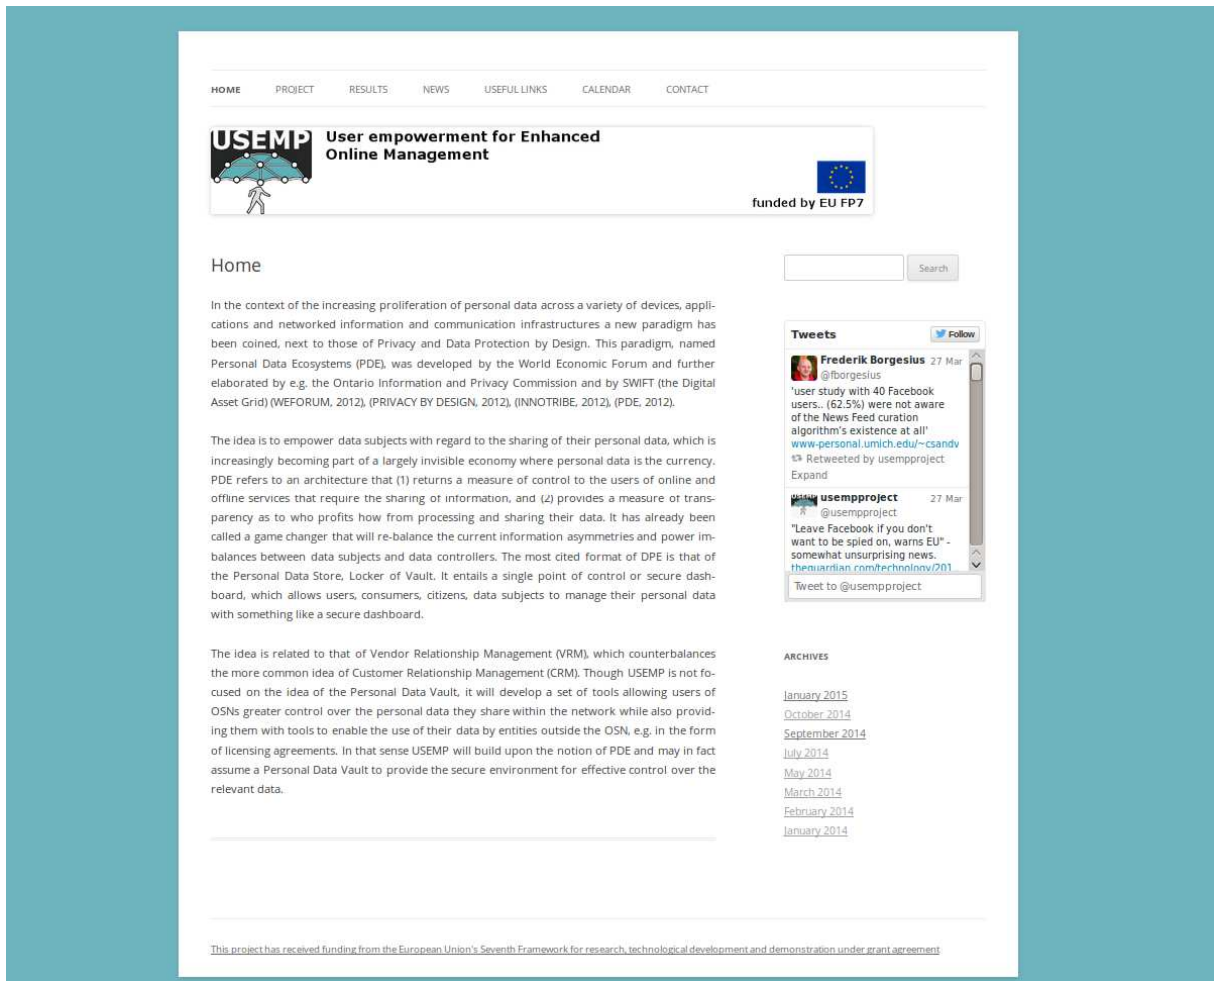 HOME PROJECT RESULTS NEWS USEFUL LINKS CALENDAR CONTACT
USEMP
User empowerment for Enhanced
Online Management
funded by EU FP7
Home
In the context of the increasing proliferation of personal data across a variety of devices, appli-
cations and networked information and communication infrastructures a new paradigm has
been coined, next to those of Privacy and Data Protection by Design. This paradigm, named
Personal Data Ecosystems (PDE), was developed by the World Economic Forum and further
elaborated by e.g. the Ontario Information and Privacy Commission and by SWIFT (the Digital
Asset Grid) (WEFORUM, 2012), (PRIVACY BY DESIGN, 2012), (INNOTRIBE, 2012), (PDE, 2012).
The idea is to empower data subjects with regard to the sharing of their personal data, which is
increasingly becoming part of a largely invisible economy where personal data is the currency.
PDE refers to an architecture that (1) returns a measure of control to the users of online and
offline services that require the sharing of information, and (2) provides a measure of trans-
parency as to who profits how from processing and sharing their data. It has already been
called a game changer that will re-balance the current information asymmetries and power im-
balances between data subjects and data controllers. The most cited format of DPE is that of
the Personal Data Store, Locker of Vault. It entails a single point of control or secure dash-
board, which allows users, consumers, citizens, data subjects to manage their personal data
with something like a secure dashboard.
The idea is related to that of Vendor Relationship Management (VRM), which counterbalances
the more common idea of Customer Relationship Management (CRM). Though USEMP is not fo-
cused on the idea of the Personal Data Vault, it will develop a set of tools allowing users of
OSNs greater control over the personal data they share within the network while also provid-
ing them with tools to enable the use of their data by entities outside the OSN, e.g. in the form
of licensing agreements. In that sense USEMP will build upon the notion of PDE and may in fact
assume a Personal Data Vault to provide the secure environment for effective control over the
relevant data.
Search
Tweets Follow
Frederik Borgesius 27 Mar
@fborgesius
'user study with 40 Facebook
users.. (62.5%) were not aware
of the News Feed curation
algorithm's existence at all'
www-personal.umich.edu/~csandv
Retweeted by usempproject
Expand
USEMP
usempproject 27 Mar
@usempproject
"Leave Facebook if you don't
want to be spied on, warns EU" -
somewhat unsurprising news.
theguardian.com/technology/201...
Tweet to @usempproject
ARCHIVES
January 2015
October 2014
September 2014
July 2014
May 2014
March 2014
February 2014
January 2014
This project has received funding from the European Union's Seventh Framework for research, technological development and demonstration under grant agreement